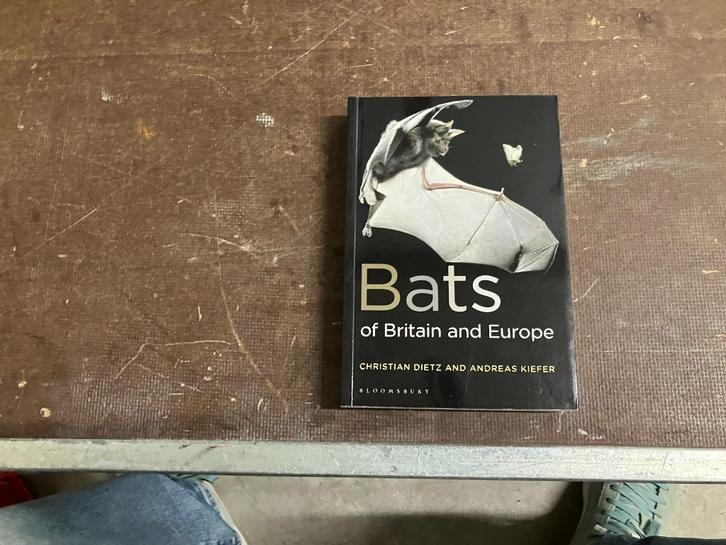 Bats
of Britain and Europe
CHRISTIAN DIETZ AND ANDREAS KIEFER
BLOOMSBURY